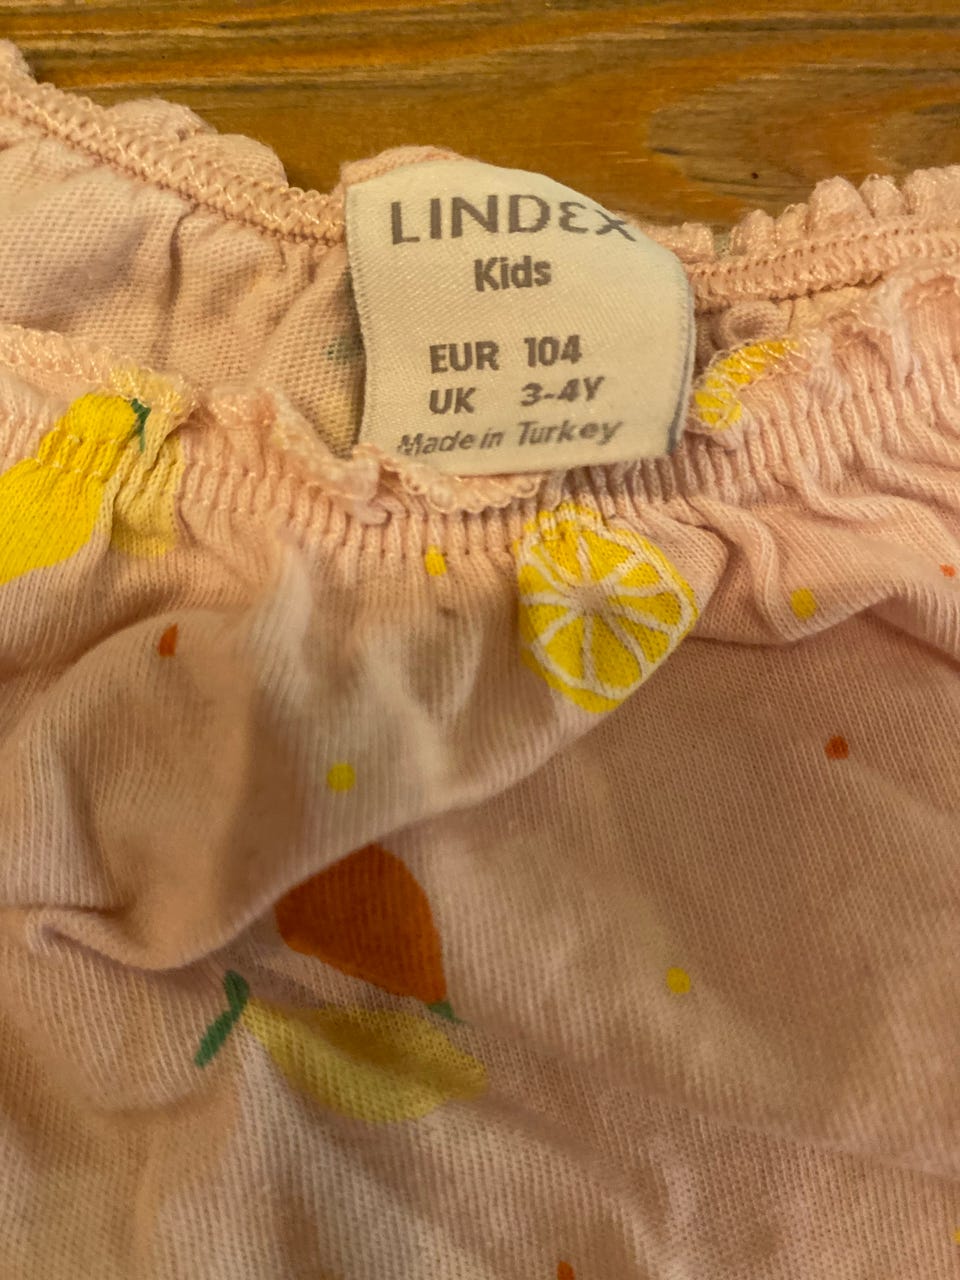 LINDEX
Kids
EUR 104
UK 3-4Y
Made in Turkey